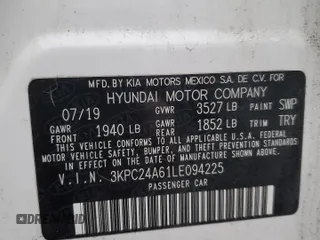 MFD. BY KIA MOTORS MEXICO S.A. DE C.V. FOR
HYUNDAI MOTOR COMPANY
07/19 GVWR 3527 LB PAINT SWP
GAWR FRONT 1940 LB GAWR REAR 1852 LB TRIM TRY
THIS VEHICLE CONFORMS TO ALL APPLICABLE
FEDERAL MOTOR VEHICLE SAFETY,
BUMPER, AND THEFT PREVENTION STANDARDS
IN EFFECT ON THE DATE OF
MANUFACTURE SHOWN ABOVE.
V.I.N. 3KPC24A61LE094225
PASSENGER CAR
DREAMBID